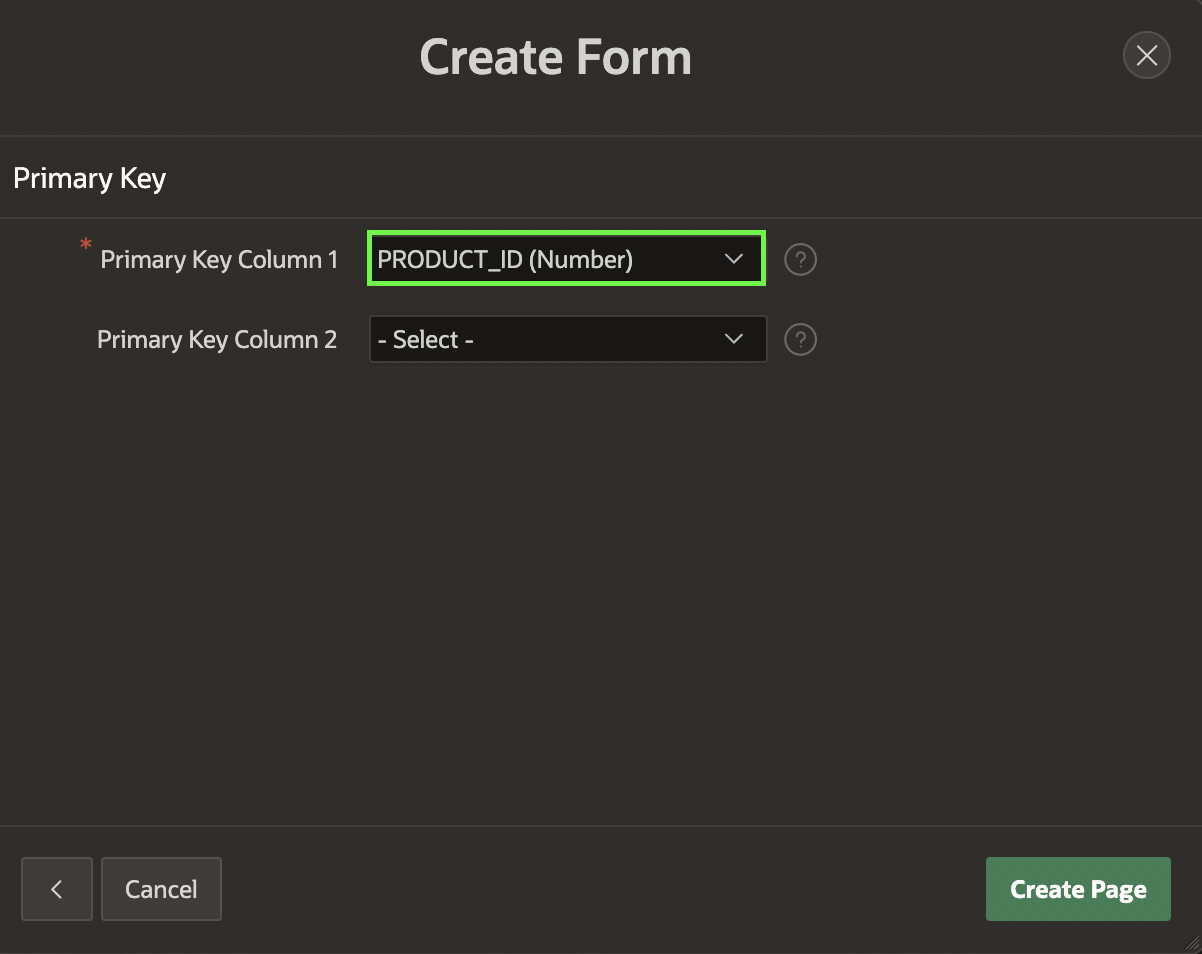 Create Form
Primary Key
* Primary Key Column 1 PRODUCT_ID (Number) ?
Primary Key Column 2 - Select - ?
Cancel Create Page